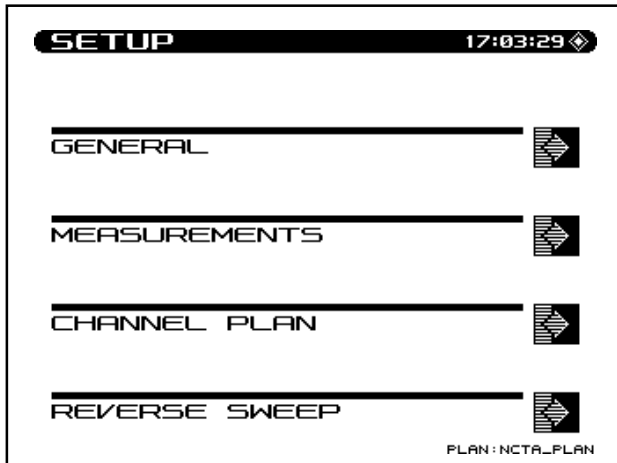 SETUP 17:03:29
GENERAL
MEASUREMENTS
CHANNEL PLAN
REVERSE SWEEP
PLAN:NCTA_PLAN